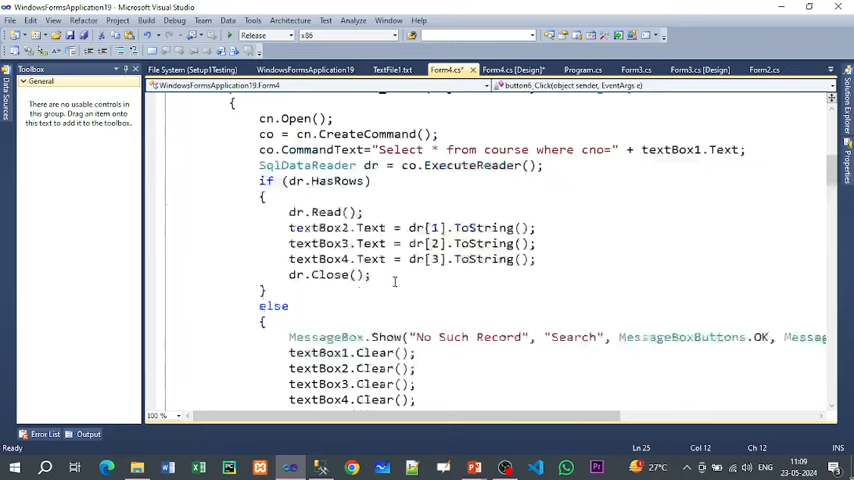 WindowsFormsApplication19 - Microsoft Visual Studio
File Edit View Refactor Project Build Debug Team Data Tools Architecture Test Analyze Window Help
Release x86
Toolbox
General
There are no usable controls in
this group. Drag an item onto
this text to add it to the toolbox.
Data Sources
File System (Setup1Testing) WindowsFormsApplication19 TextFile1.txt Form4.cs* Form4.cs [Design]* Program.cs Form3.cs Form3.cs [Design] Form2.cs
WindowsFormsApplication19.Form4 button6_Click(object sender, EventArgs e)
{
cn.Open();
co = cn.CreateCommand();
co.CommandText="Select * from course where cno=" + textBox1.Text;
SqlDataReader dr = co.ExecuteReader();
if (dr.HasRows)
{
dr.Read();
textBox2.Text = dr[1].ToString();
textBox3.Text = dr[2].ToString();
textBox4.Text = dr[3].ToString();
dr.Close();
}
else
{
MessageBox.Show("No Such Record", "Search", MessageBoxButtons.OK, Message
textBox1.Clear();
textBox2.Clear();
textBox3.Clear();
textBox4.Clear();
100 %
Solution Explorer
Properties
Error List Output
Ready Ln 25 Col 12 Ch 12 INS
27°C ENG 11:09
23-05-2024